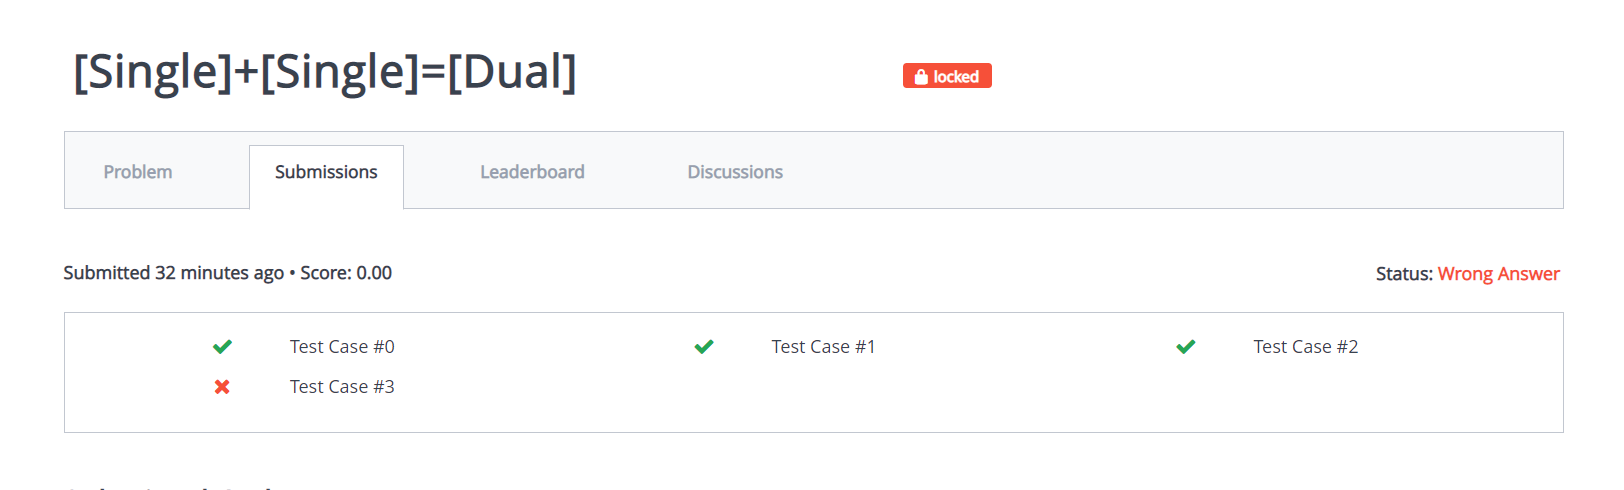 [Single]+[Single]=[Dual]
locked
Problem
Submissions
Leaderboard
Discussions
Submitted 32 minutes ago • Score: 0.00
Status: Wrong Answer
Test Case #0
Test Case #1
Test Case #2
Test Case #3